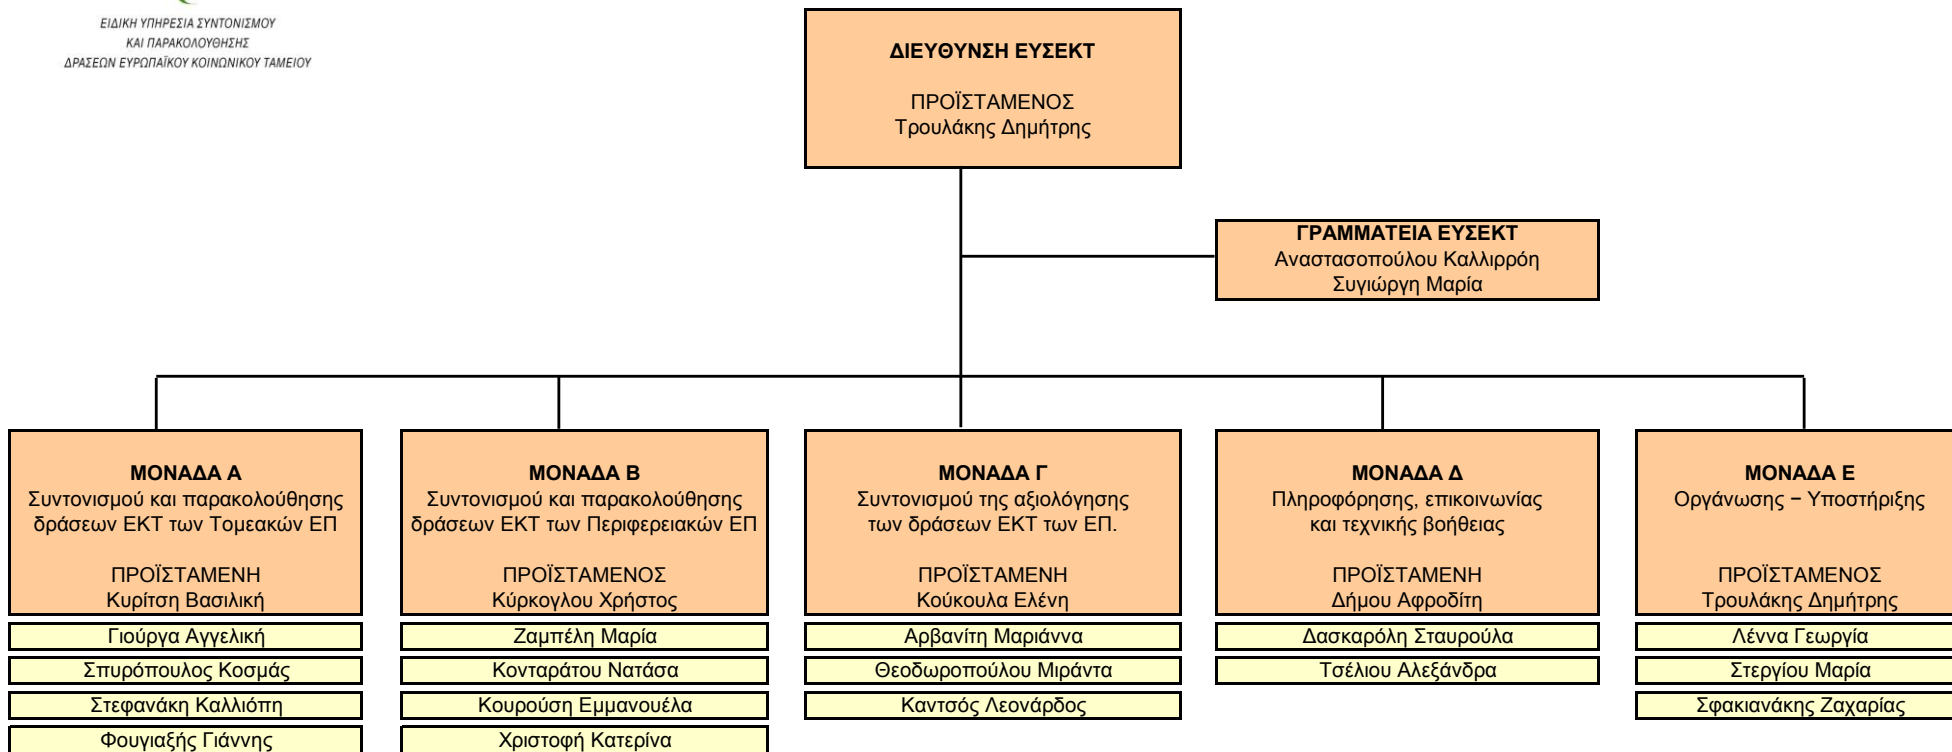 ΕΙΔΙΚΗ ΥΠΗΡΕΣΙΑ ΣΥΝΤΟΝΙΣΜΟΥ
ΚΑΙ ΠΑΡΑΚΟΛΟΥΘΗΣΗΣ
ΔΡΑΣΕΩΝ ΕΥΡΩΠΑΪΚΟΥ ΚΟΙΝΩΝΙΚΟΥ ΤΑΜΕΙΟΥ
ΔΙΕΥΘΥΝΣΗ ΕΥΣΕΚΤ
ΠΡΟΪΣΤΑΜΕΝΟΣ
Τρουλάκης Δημήτρης
ΓΡΑΜΜΑΤΕΙΑ ΕΥΣΕΚΤ
Αναστασοπούλου Καλλιρρόη
Συγιώργη Μαρία
ΜΟΝΑΔΑ Α
Συντονισμού και παρακολούθησης
δράσεων ΕΚΤ των Τομεακών ΕΠ
ΠΡΟΪΣΤΑΜΕΝΗ
Κυρίτση Βασιλική
Γιούργα Αγγελική
Σπυρόπουλος Κοσμάς
Στεφανάκη Καλλιόπη
Φουγιαξής Γιάννης
ΜΟΝΑΔΑ Β
Συντονισμού και παρακολούθησης
δράσεων ΕΚΤ των Περιφερειακών ΕΠ
ΠΡΟΪΣΤΑΜΕΝΟΣ
Κύρκογλου Χρήστος
Ζαμπέλη Μαρία
Κονταράτου Νατάσα
Κουρούση Εμμανουέλα
Χριστοφή Κατερίνα
ΜΟΝΑΔΑ Γ
Συντονισμού της αξιολόγησης
των δράσεων ΕΚΤ των ΕΠ.
ΠΡΟΪΣΤΑΜΕΝΗ
Κούκουλα Ελένη
Αρβανίτη Μαριάννα
Θεοδωροπούλου Μιράντα
Καντσός Λεονάρδος
ΜΟΝΑΔΑ Δ
Πληροφόρησης, επικοινωνίας
και τεχνικής βοήθειας
ΠΡΟΪΣΤΑΜΕΝΗ
Δήμου Αφροδίτη
Δασκαρόλη Σταυρούλα
Τσέλιου Αλεξάνδρα
ΜΟΝΑΔΑ Ε
Οργάνωσης – Υποστήριξης
ΠΡΟΪΣΤΑΜΕΝΟΣ
Τρουλάκης Δημήτρης
Λέννα Γεωργία
Στεργίου Μαρία
Σφακιανάκης Ζαχαρίας